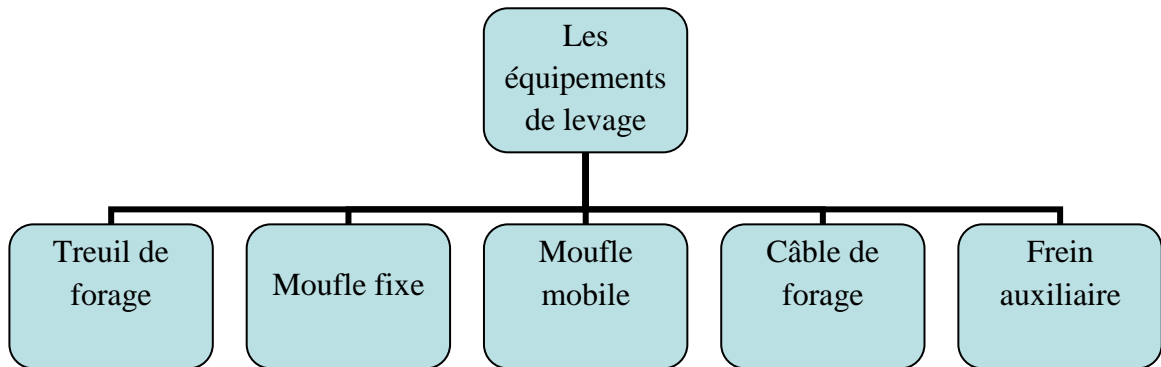 Les
équipements
de levage
Treuil de
forage
Moufle fixe
Moufle
mobile
Câble de
forage
Frein
auxiliaire